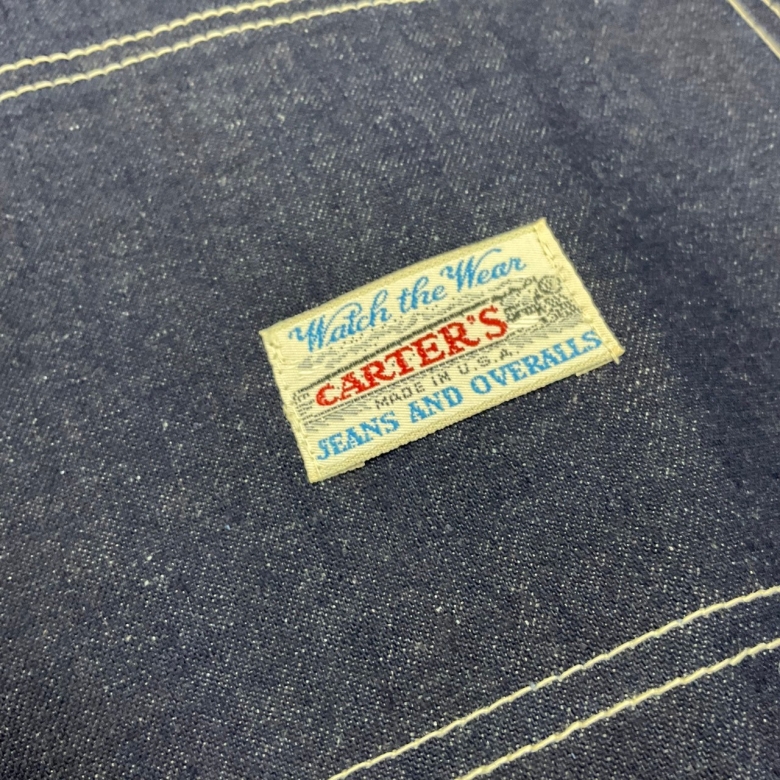 Watch the Wear
CARTER'S
MADE IN U.S.A.
JEANS AND OVERALLS